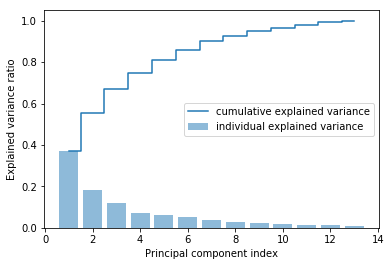 1.0
0.8
0.6
0.4
0.2
0.0
Explained variance ratio
cumulative explained variance
individual explained variance
0 2 4 6 8 10 12 14
Principal component index